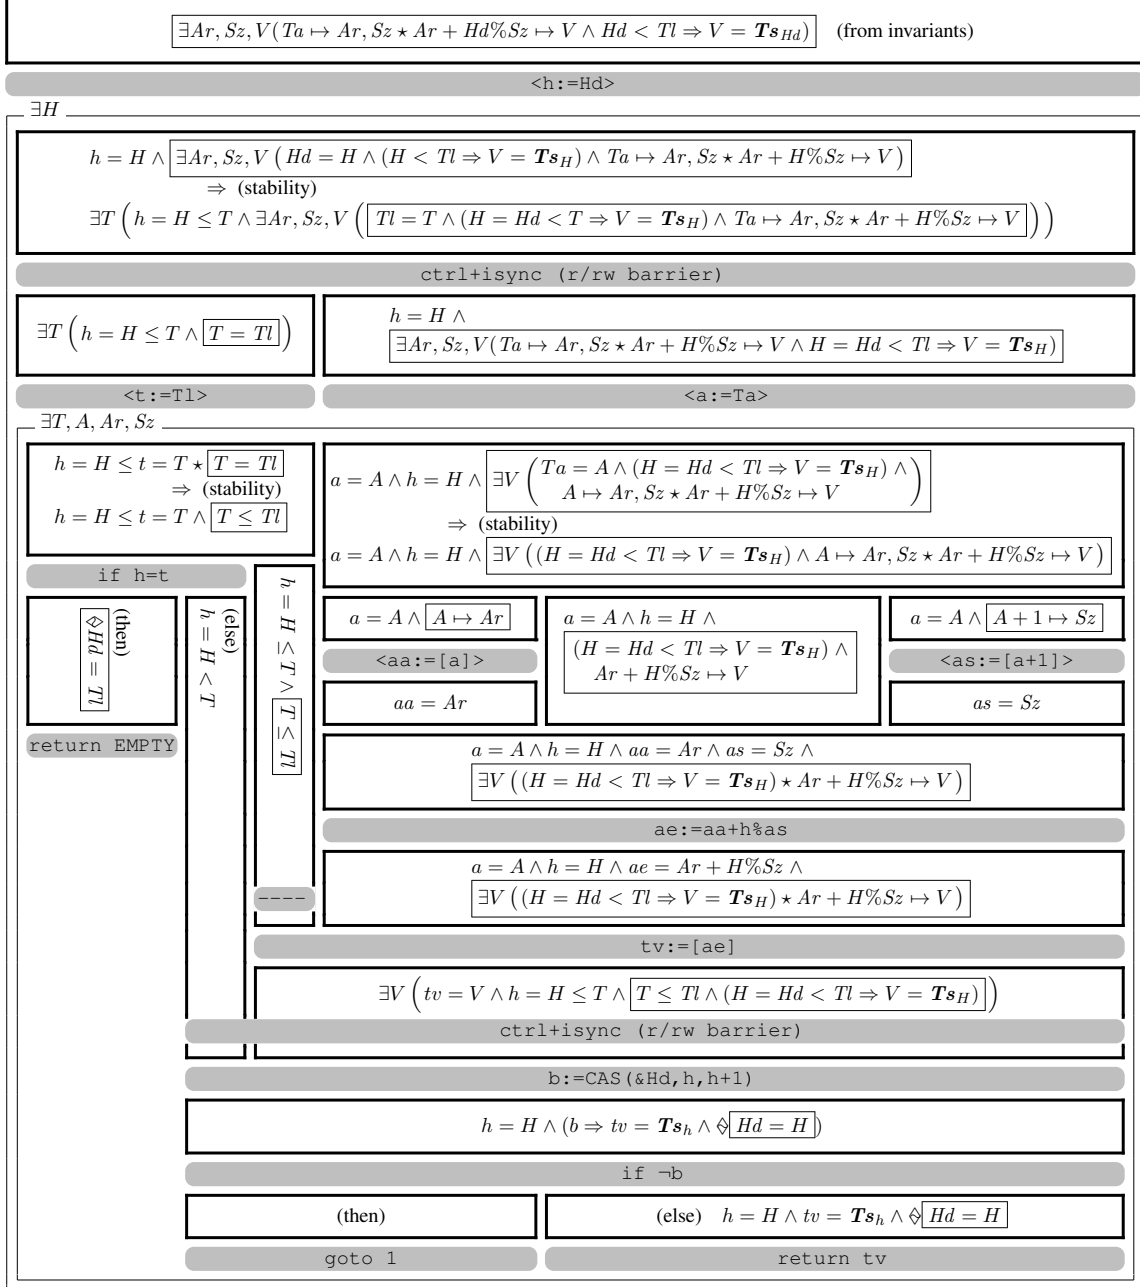 ∃Ar, Sz, V(Ta ↦ Ar, Sz ⋆ Ar + Hd%Sz ↦ V ∧ Hd < Tl ⇒ V = Ts_Hd) (from invariants)
<h:=Hd>
∃H
h = H ∧ ∃Ar, Sz, V (Hd = H ∧ (H < Tl ⇒ V = Ts_H) ∧ Ta ↦ Ar, Sz ⋆ Ar + H%Sz ↦ V)
⇒ (stability)
∃T (h = H ≤ T ∧ ∃Ar, Sz, V ((Tl = T ∧ (H = Hd < T ⇒ V = Ts_H) ∧ Ta ↦ Ar, Sz ⋆ Ar + H%Sz ↦ V)))
ctrl+isync (r/rw barrier)
∃T (h = H ≤ T ∧ T = Tl)
h = H ∧
∃Ar, Sz, V(Ta ↦ Ar, Sz ⋆ Ar + H%Sz ↦ V ∧ H = Hd < Tl ⇒ V = Ts_H)
<t:=Tl>
<a:=Ta>
∃T, A, Ar, Sz
h = H ≤ t = T ⋆ T = Tl
⇒ (stability)
h = H ≤ t = T ∧ T ≤ Tl
a = A ∧ h = H ∧ ∃V (Ta = A ∧ (H = Hd < Tl ⇒ V = Ts_H) ∧
A ↦ Ar, Sz ⋆ Ar + H%Sz ↦ V)
⇒ (stability)
a = A ∧ h = H ∧ ∃V ((H = Hd < Tl ⇒ V = Ts_H) ∧ A ↦ Ar, Sz ⋆ Ar + H%Sz ↦ V)
if h=t
(then)
⟐Hd = Tl
(else)
h = H < T
h = H ≤ T ∧ T ≤ Tl
a = A ∧ A ↦ Ar
<aa:=[a]>
aa = Ar
a = A ∧ h = H ∧
(H = Hd < Tl ⇒ V = Ts_H) ∧
Ar + H%Sz ↦ V
a = A ∧ A + 1 ↦ Sz
<as:=[a+1]>
as = Sz
return EMPTY
a = A ∧ h = H ∧ aa = Ar ∧ as = Sz ∧
∃V ((H = Hd < Tl ⇒ V = Ts_H) ⋆ Ar + H%Sz ↦ V)
ae:=aa+h%as
a = A ∧ h = H ∧ ae = Ar + H%Sz ∧
∃V ((H = Hd < Tl ⇒ V = Ts_H) ⋆ Ar + H%Sz ↦ V)
----
tv:=[ae]
∃V (tv = V ∧ h = H ≤ T ∧ T ≤ Tl ∧ (H = Hd < Tl ⇒ V = Ts_H))
ctrl+isync (r/rw barrier)
b:=CAS(&Hd,h,h+1)
h = H ∧ (b ⇒ tv = Ts_h ∧ ⟐Hd = H)
if ¬b
(then)
(else) h = H ∧ tv = Ts_h ∧ ⟐Hd = H
goto 1
return tv